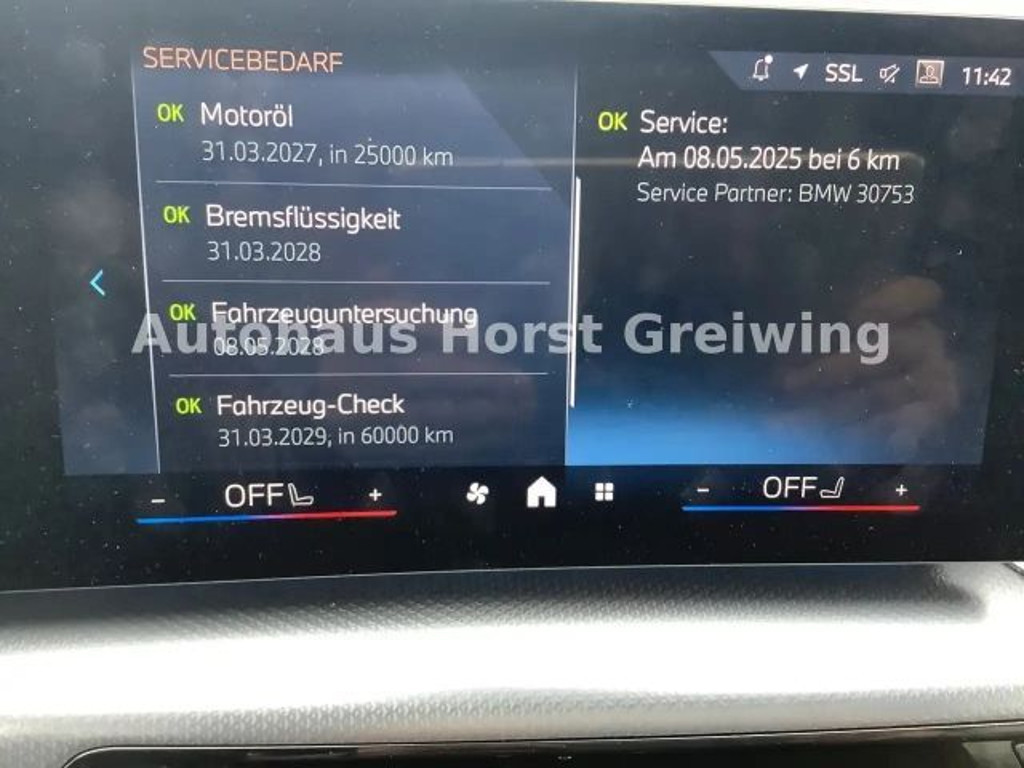 SERVICEBEDARF
OK Motoröl
31.03.2027, in 25000 km
OK Bremsflüssigkeit
31.03.2028
OK Fahrzeuguntersuchung
08.05.2028
OK Fahrzeug-Check
31.03.2029, in 60000 km
SSL 11:42
OK Service:
Am 08.05.2025 bei 6 km
Service Partner: BMW 30753
Autohaus Horst Greiwing
- OFF +
- OFF +